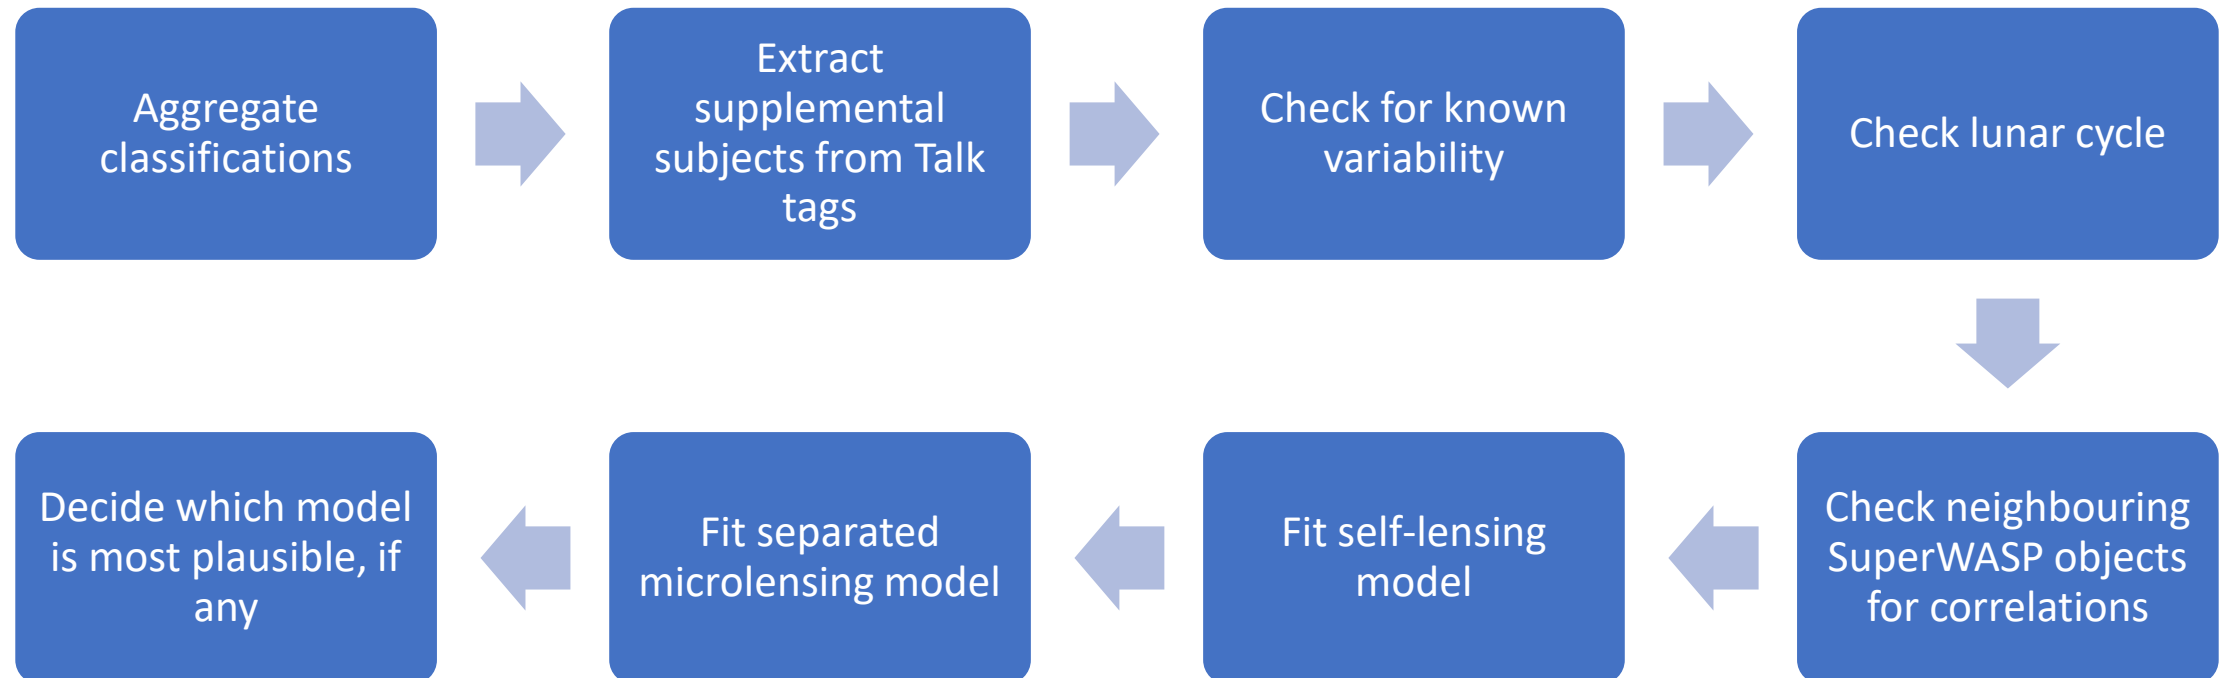 Aggregate
classifications
Extract
supplemental
subjects from Talk
tags
Check for known
variability
Check lunar cycle
Check neighbouring
SuperWASP objects
for correlations
Fit self-lensing
model
Fit separated
microlensing model
Decide which model
is most plausible, if
any